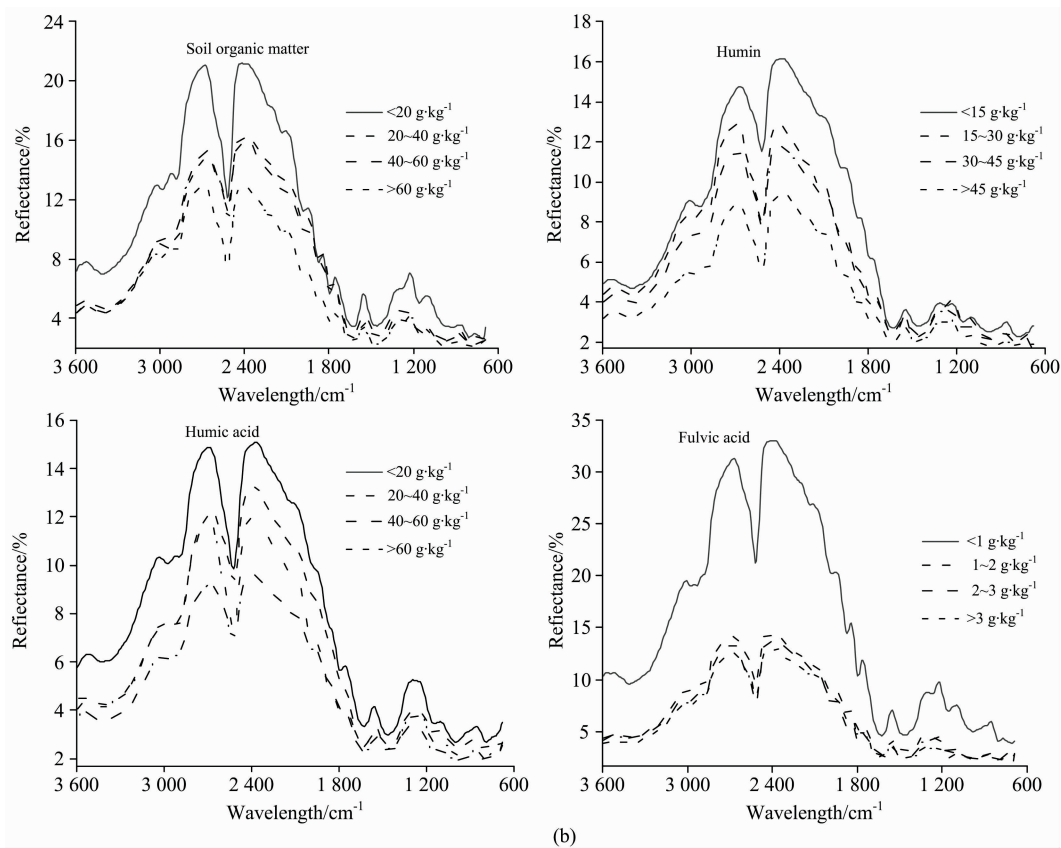 Soil organic matter
Refiectance/%
24
20
16
12
8
4
<20 g·kg⁻¹
20~40 g·kg⁻¹
40~60 g·kg⁻¹
>60 g·kg⁻¹
3 600 3 000 2 400 1 800 1 200 600
Wavelength/cm⁻¹
Humin
Refiectance/%
18
16
14
12
10
8
6
4
2
<15 g·kg⁻¹
15~30 g·kg⁻¹
30~45 g·kg⁻¹
>45 g·kg⁻¹
3 600 3 000 2 400 1 800 1 200 600
Wavelength/cm⁻¹
Humic acid
Refiectance/%
16
14
12
10
8
6
4
2
<20 g·kg⁻¹
20~40 g·kg⁻¹
40~60 g·kg⁻¹
>60 g·kg⁻¹
3 600 3 000 2 400 1 800 1 200 600
Wavelength/cm⁻¹
Fulvic acid
Refiectance/%
35
30
25
20
15
10
5
<1 g·kg⁻¹
1~2 g·kg⁻¹
2~3 g·kg⁻¹
>3 g·kg⁻¹
3 600 3 000 2 400 1 800 1 200 600
Wavelength/cm⁻¹
(b)